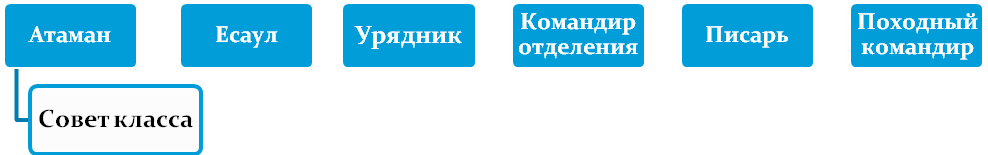 Атаман
Есаул
Урядник
Командир
отделения
Писарь
Походный
командир
Совет класса